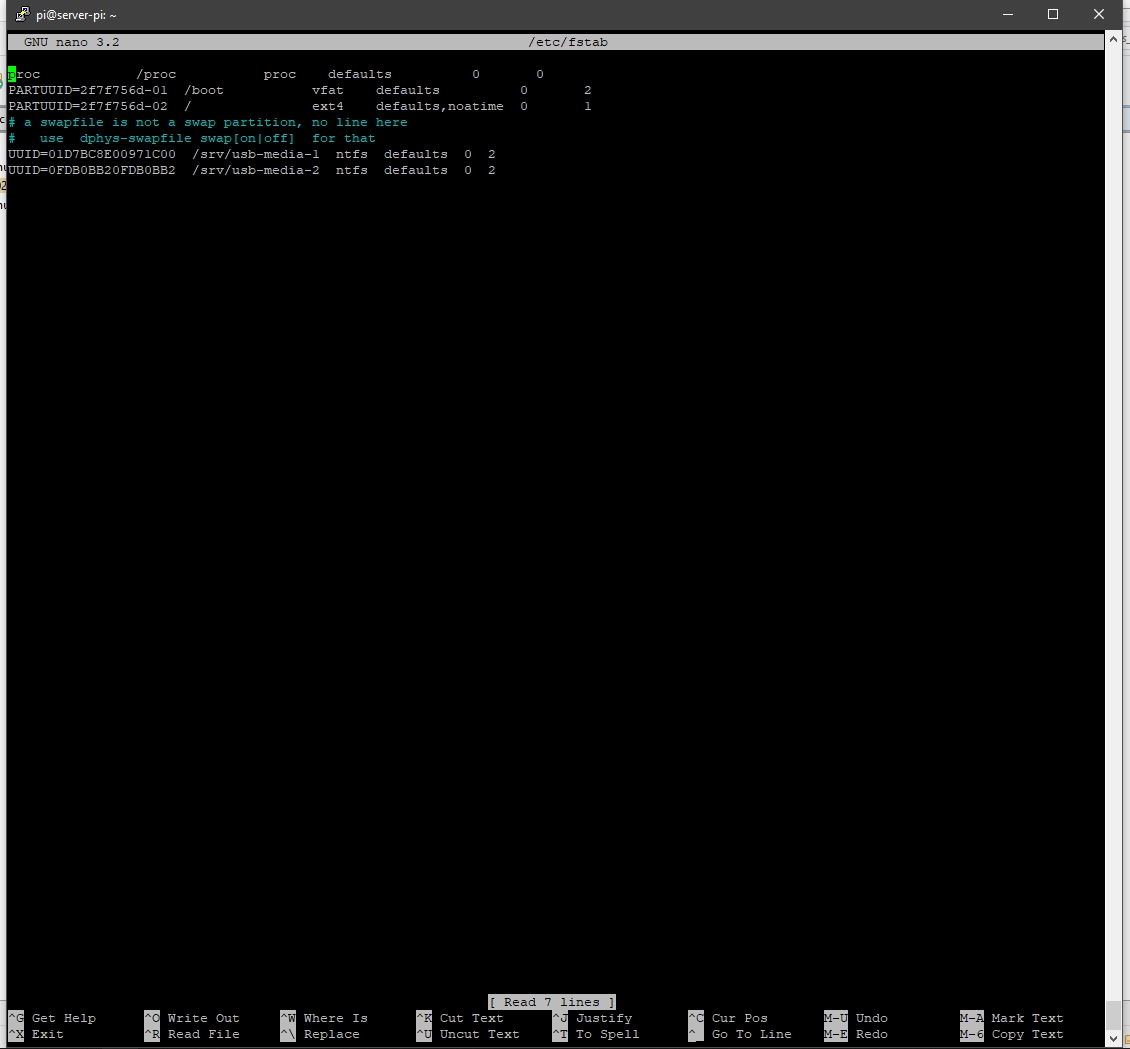 pi@server-pi: ~
GNU nano 3.2 /etc/fstab
proc /proc proc defaults 0 0
PARTUUID=2f7f756d-01 /boot vfat defaults 0 2
PARTUUID=2f7f756d-02 / ext4 defaults,noatime 0 1
# a swapfile is not a swap partition, no line here
# use dphys-swapfile swap[on|off] for that
UUID=01D7BC8E00971C00 /srv/usb-media-1 ntfs defaults 0 2
UUID=0FDB0BB20FDB0BB2 /srv/usb-media-2 ntfs defaults 0 2
[ Read 7 lines ]
^G Get Help ^O Write Out ^W Where Is ^K Cut Text ^J Justify ^C Cur Pos M-U Undo M-A Mark Text
^X Exit ^R Read File ^\ Replace ^U Uncut Text ^T To Spell ^_ Go To Line M-E Redo M-6 Copy Text